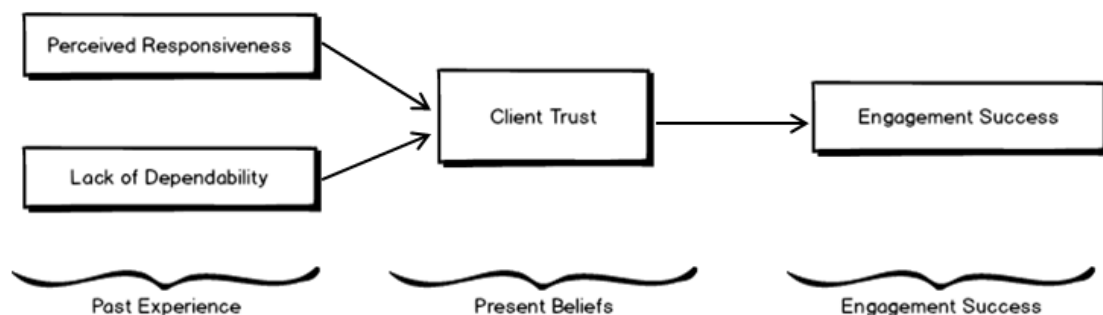 Perceived Responsiveness
Lack of Dependability
Client Trust
Engagement Success
Past Experience
Present Beliefs
Engagement Success